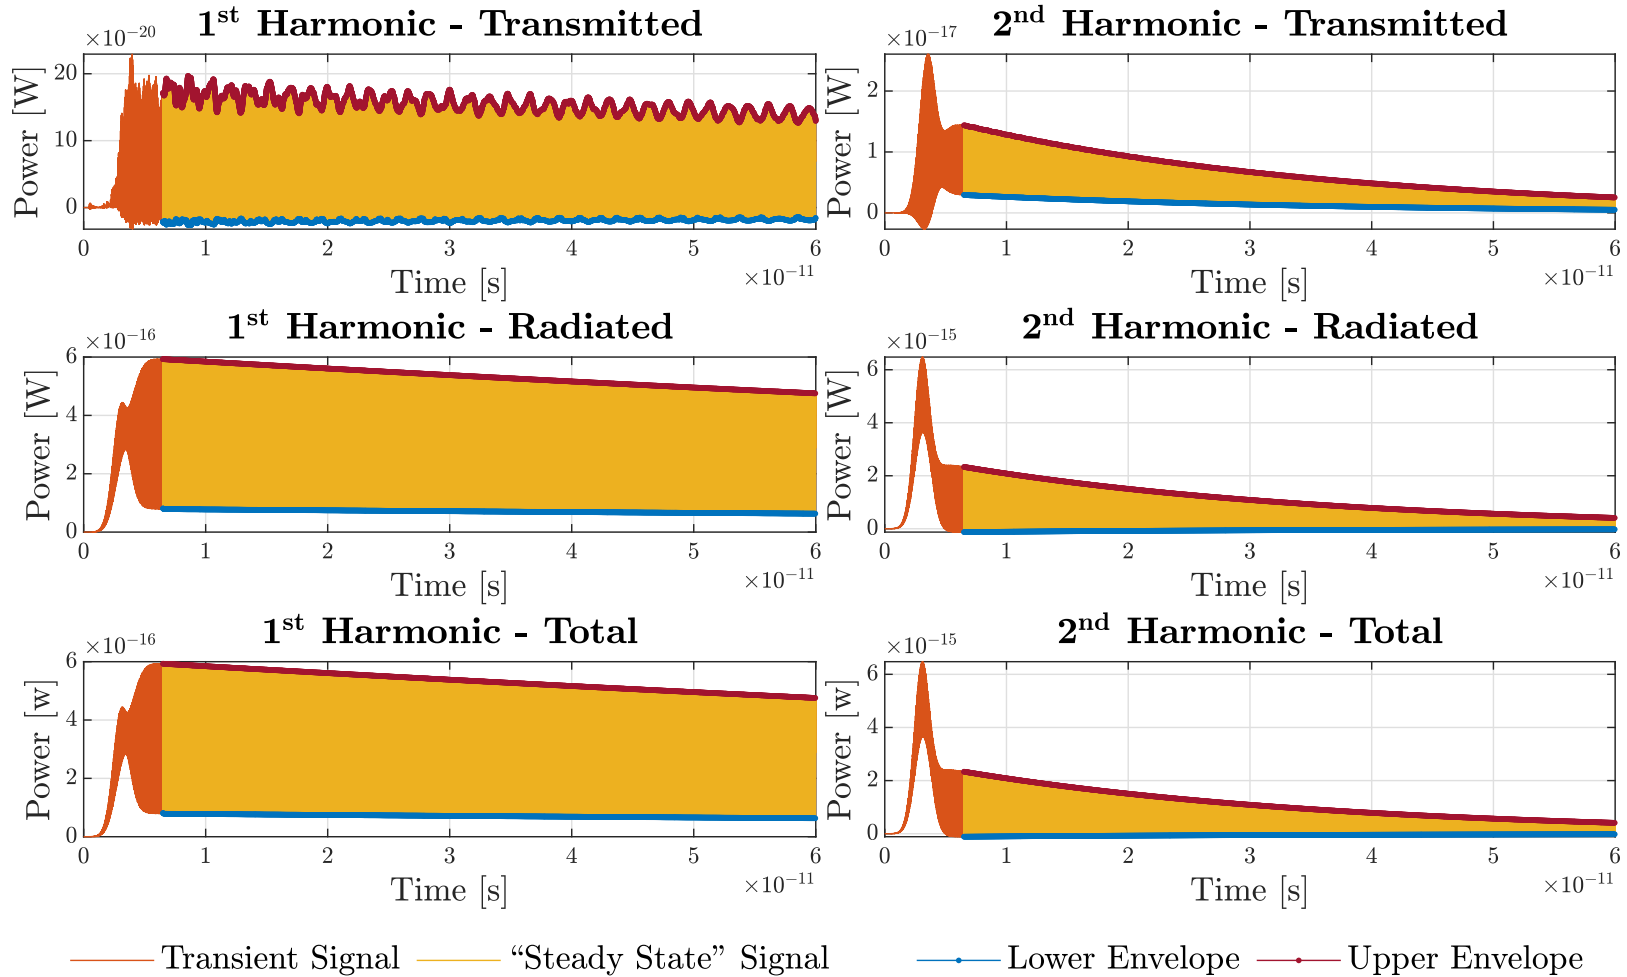 1st Harmonic - Transmitted
×10−20
Power [W]
20
10
0
0 1 2 3 4 5 6
×10−11
Time [s]
2nd Harmonic - Transmitted
×10−17
Power [W]
2
1
0
0 1 2 3 4 5 6
×10−11
Time [s]
1st Harmonic - Radiated
×10−16
Power [W]
6
4
2
0
0 1 2 3 4 5 6
×10−11
Time [s]
2nd Harmonic - Radiated
×10−15
Power [W]
6
4
2
0
0 1 2 3 4 5 6
×10−11
Time [s]
1st Harmonic - Total
×10−16
Power [w]
6
4
2
0
0 1 2 3 4 5 6
×10−11
Time [s]
2nd Harmonic - Total
×10−15
Power [w]
6
4
2
0
0 1 2 3 4 5 6
×10−11
Time [s]
Transient Signal “Steady State” Signal Lower Envelope Upper Envelope